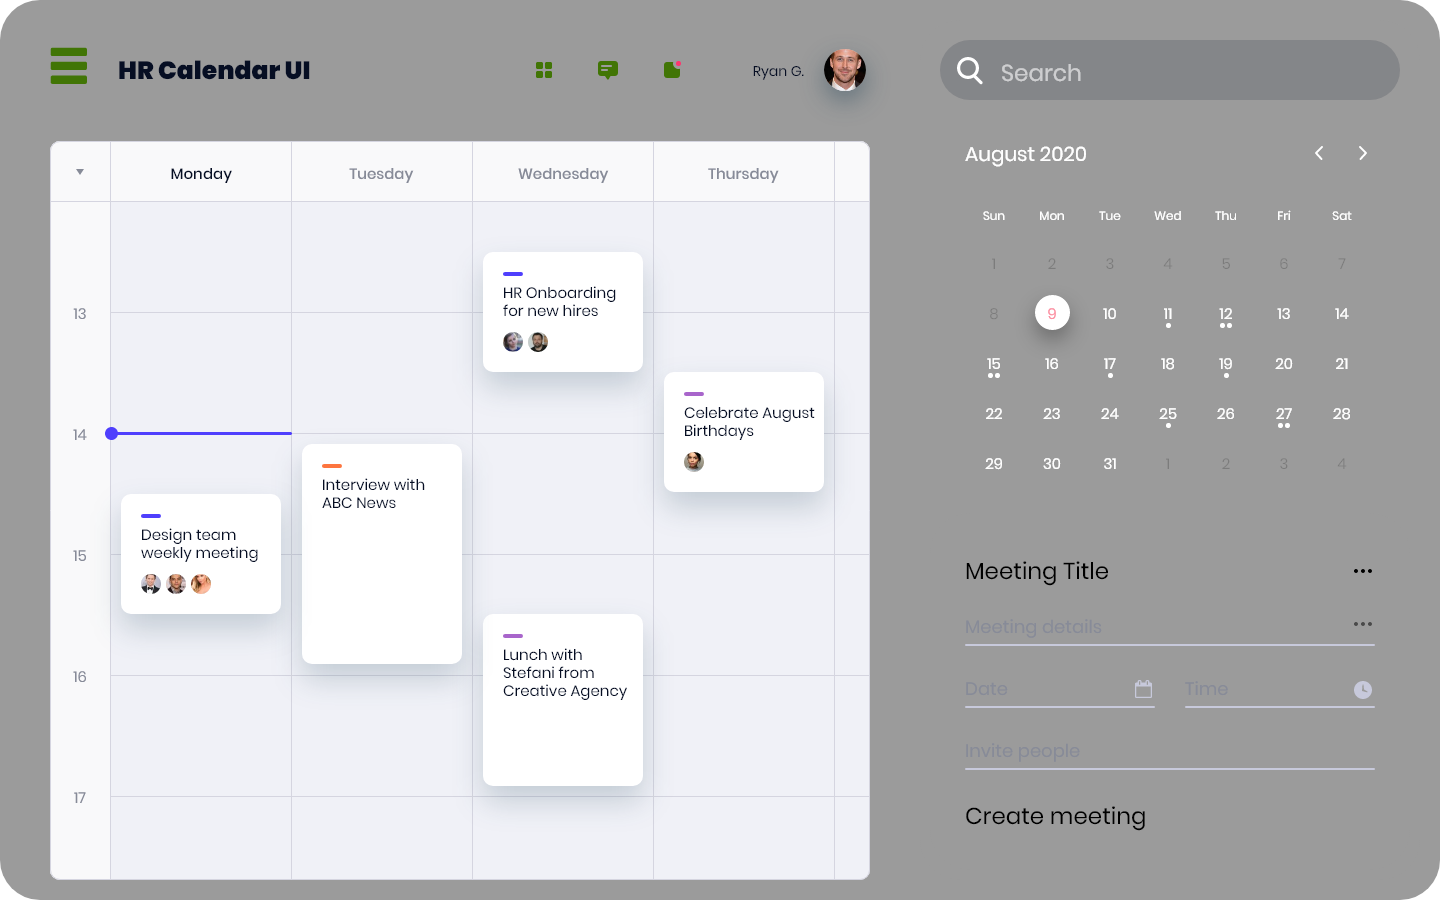 HR Calendar UI
Ryan G.
Search
Monday
Tuesday
Wednesday
Thursday
13
14
15
16
17
HR Onboarding
for new hires
Celebrate August
Birthdays
Interview with
ABC News
Design team
weekly meeting
Lunch with
Stefani from
Creative Agency
August 2020
Sun Mon Tue Wed Thu Fri Sat
1 2 3 4 5 6 7
8 9 10 11 12 13 14
15 16 17 18 19 20 21
22 23 24 25 26 27 28
29 30 31 1 2 3 4
Meeting Title
Meeting details
Date
Time
Invite people
Create meeting